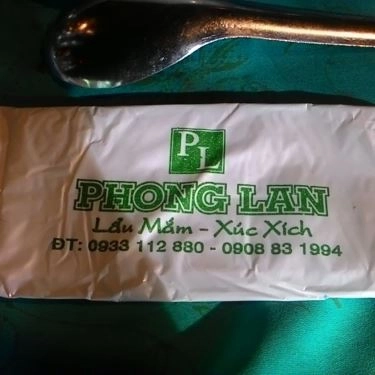 PL
PHONG LAN
Lẩu Mắm - Xúc Xích
ĐT: 0933 112 880 - 0908 83 1994